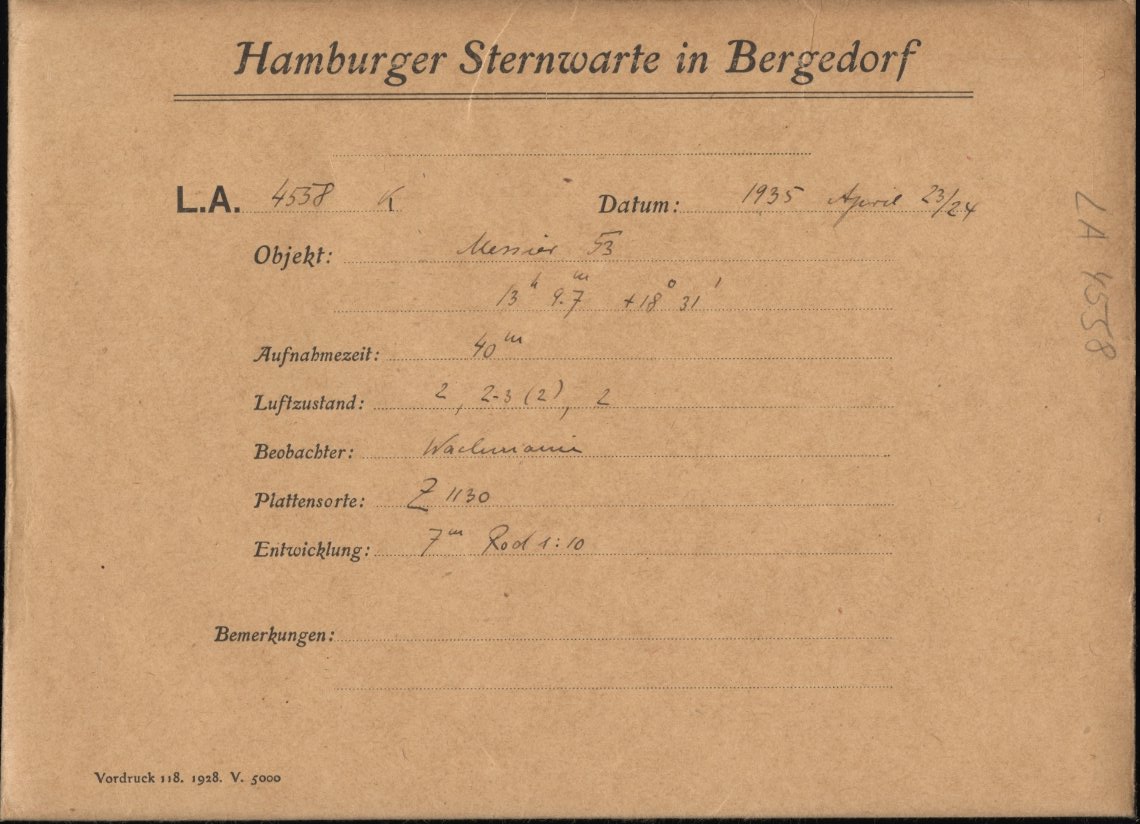 Hamburger Sternwarte in Bergedorf
L.A. 4558 K Datum: 1935 April 23/24
Objekt: Messier 53
13h 9.7m +18° 31'
Aufnahmezeit: 40m
Luftzustand: 2, 2-3 (2), 2
Beobachter: Wachmann
Plattensorte: Z 1130
Entwicklung: 7m Rod 1:10
Bemerkungen:
Vordruck 118. 1928. V. 5000
LA 4558